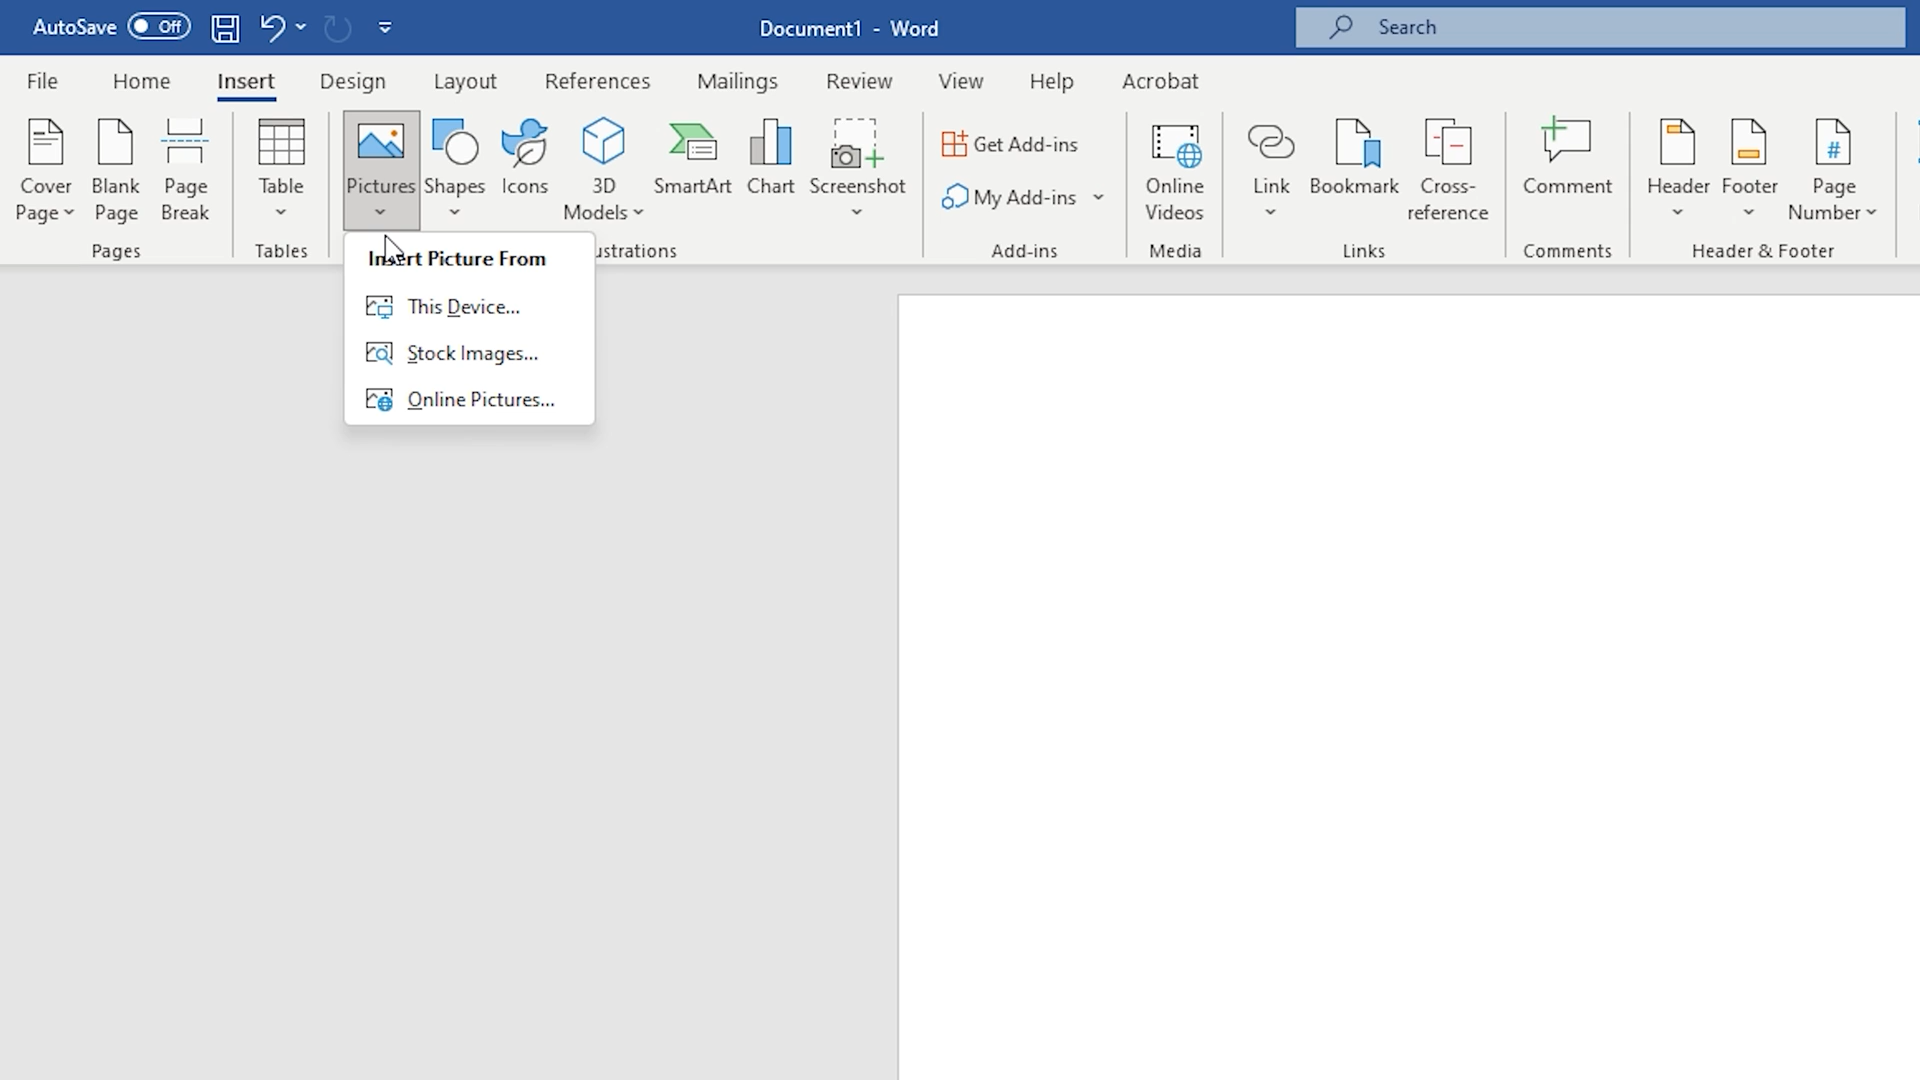 AutoSave Off
Document1 - Word
Search
File Home Insert Design Layout References Mailings Review View Help Acrobat
Cover Page
Blank Page
Page Break
Pages
Table
Tables
Pictures
Shapes
Icons
3D Models
SmartArt
Chart
Screenshot
ustrations
Get Add-ins
My Add-ins
Add-ins
Online Videos
Media
Link
Bookmark
Cross-reference
Links
Comment
Comments
Header
Footer
Page Number
#
Header & Footer
Insert Picture From
This Device...
Stock Images...
Online Pictures...